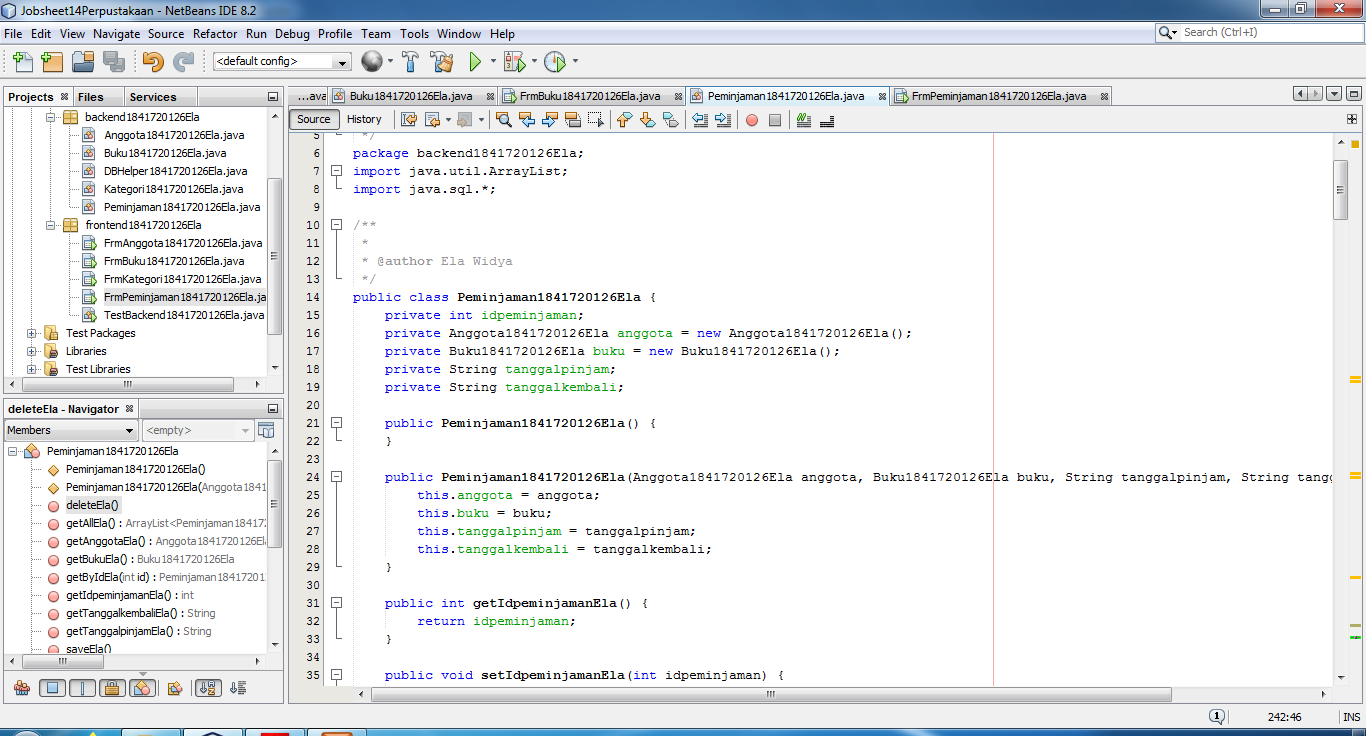 Jobsheet14Perpustakaan - NetBeans IDE 8.2
File Edit View Navigate Source Refactor Run Debug Profile Team Tools Window Help
Search (Ctrl+I)
<default config>
Projects Files Services
backend1841720126Ela
Anggota1841720126Ela.java
Buku1841720126Ela.java
DBHelper1841720126Ela.java
Kategori1841720126Ela.java
Peminjaman1841720126Ela.java
frontend1841720126Ela
FrmAnggota1841720126Ela.java
FrmBuku1841720126Ela.java
FrmKategori1841720126Ela.java
FrmPeminjaman1841720126Ela.ja
TestBackend1841720126Ela.java
Test Packages
Libraries
Test Libraries
deleteEla - Navigator
Members <empty>
Peminjaman1841720126Ela
Peminjaman1841720126Ela()
Peminjaman1841720126Ela(Anggota1841
deleteEla()
getAllEla() : ArrayList<Peminjaman18417
getAnggotaEla() : Anggota1841720126El
getBukuEla() : Buku1841720126Ela
getByIdEla(int id) : Peminjaman18417201
getIdpeminjamanEla() : int
getTanggalkembaliEla() : String
getTanggalpinjamEla() : String
saveEla()
...ava Buku1841720126Ela.java FrmBuku1841720126Ela.java Peminjaman1841720126Ela.java FrmPeminjaman1841720126Ela.java
Source History
5 */
6 package backend1841720126Ela;
7 import java.util.ArrayList;
8 import java.sql.*;
9
10 /**
11 *
12 * @author Ela Widya
13 */
14 public class Peminjaman1841720126Ela {
15 private int idpeminjaman;
16 private Anggota1841720126Ela anggota = new Anggota1841720126Ela();
17 private Buku1841720126Ela buku = new Buku1841720126Ela();
18 private String tanggalpinjam;
19 private String tanggalkembali;
20
21 public Peminjaman1841720126Ela() {
22 }
23
24 public Peminjaman1841720126Ela(Anggota1841720126Ela anggota, Buku1841720126Ela buku, String tanggalpinjam, String tangg
25 this.anggota = anggota;
26 this.buku = buku;
27 this.tanggalpinjam = tanggalpinjam;
28 this.tanggalkembali = tanggalkembali;
29 }
30
31 public int getIdpeminjamanEla() {
32 return idpeminjaman;
33 }
34
35 public void setIdpeminjamanEla(int idpeminjaman) {
1 242:46 INS